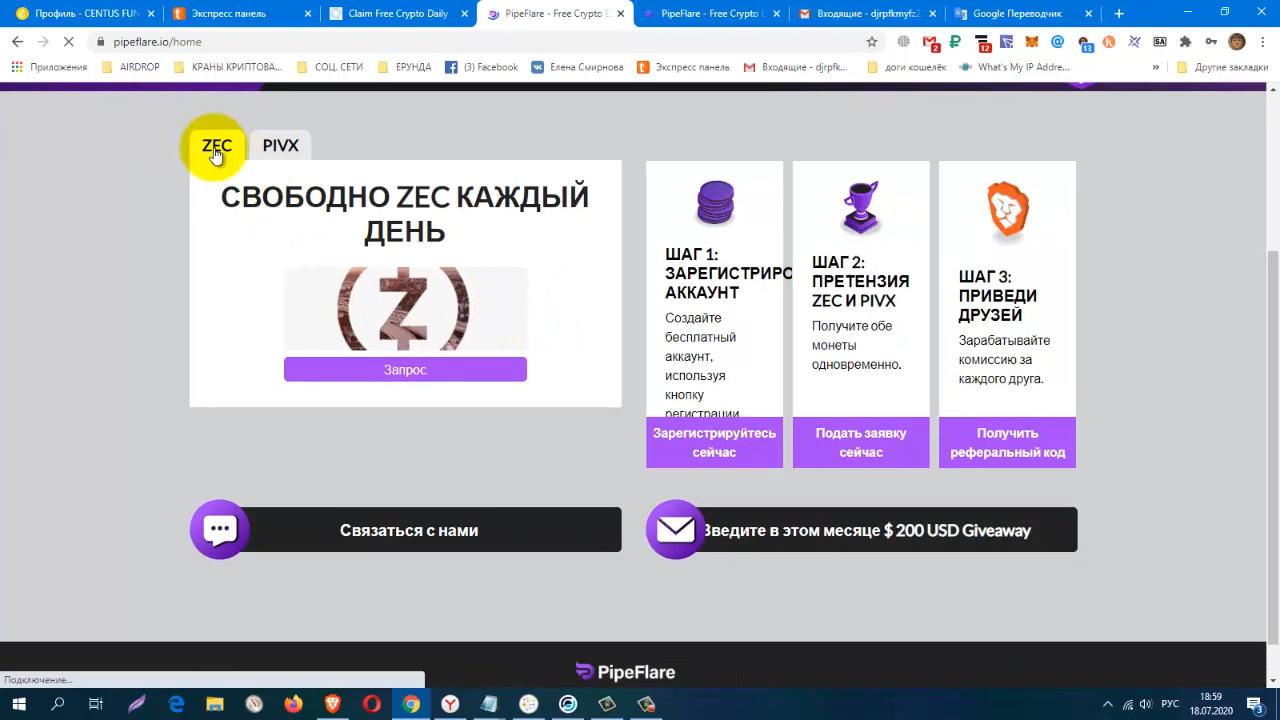 Профиль - CENTUS FUN
Экспресс панель
Claim Free Crypto Daily
PipeFlare - Free Crypto D
PipeFlare - Free Crypto L
Входящие - djrpfkmyfz2
Google Переводчик
pipeflare.io/home
2
12
13
Приложения
AIRDROP
КРАНЫ КРИПТОВА...
СОЦ. СЕТИ
ЕРУНДА
(3) Facebook
Елена Смирнова
Экспресс панель
Входящие - djrpfk...
доги кошелёк
What's My IP Addre...
»
Другие закладки
ZEC
PIVX
СВОБОДНО ZEC КАЖДЫЙ
ДЕНЬ
Запрос
ШАГ 1:
ЗАРЕГИСТРИРО
АККАУНТ
Создайте
бесплатный
аккаунт,
используя
кнопку
регистрации
Зарегистрируйтесь
сейчас
ШАГ 2:
ПРЕТЕНЗИЯ
ZEC И PIVX
Получите обе
монеты
одновременно.
Подать заявку
сейчас
ШАГ 3:
ПРИВЕДИ
ДРУЗЕЙ
Зарабатывайте
комиссию за
каждого друга.
Получить
реферальный код
Связаться с нами
Введите в этом месяце $ 200 USD Giveaway
PipeFlare
Подключение...
РУС
18:59
18.07.2020
3